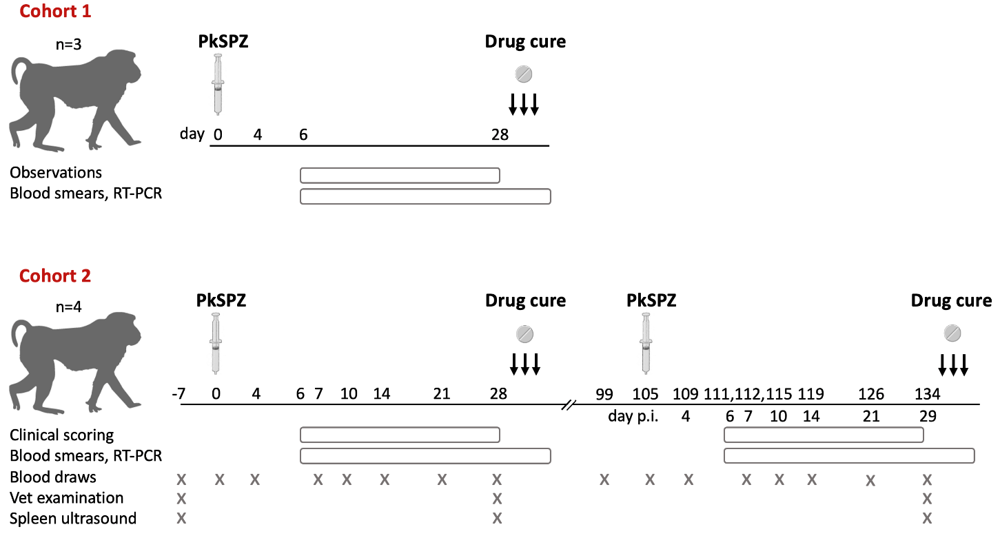 Cohort 1
n=3
PkSPZ
Drug cure
day 0 4 6 28
Observations
Blood smears, RT-PCR
Cohort 2
n=4
PkSPZ
Drug cure
PkSPZ
Drug cure
-7 0 4 6 7 10 14 21 28 99 105 109 111,112,115 119 126 134
day p.i. 4 6 7 10 14 21 29
Clinical scoring
Blood smears, RT-PCR
Blood draws X X X X X X X X X X X X X X X X
Vet examination X X X
Spleen ultrasound X X X